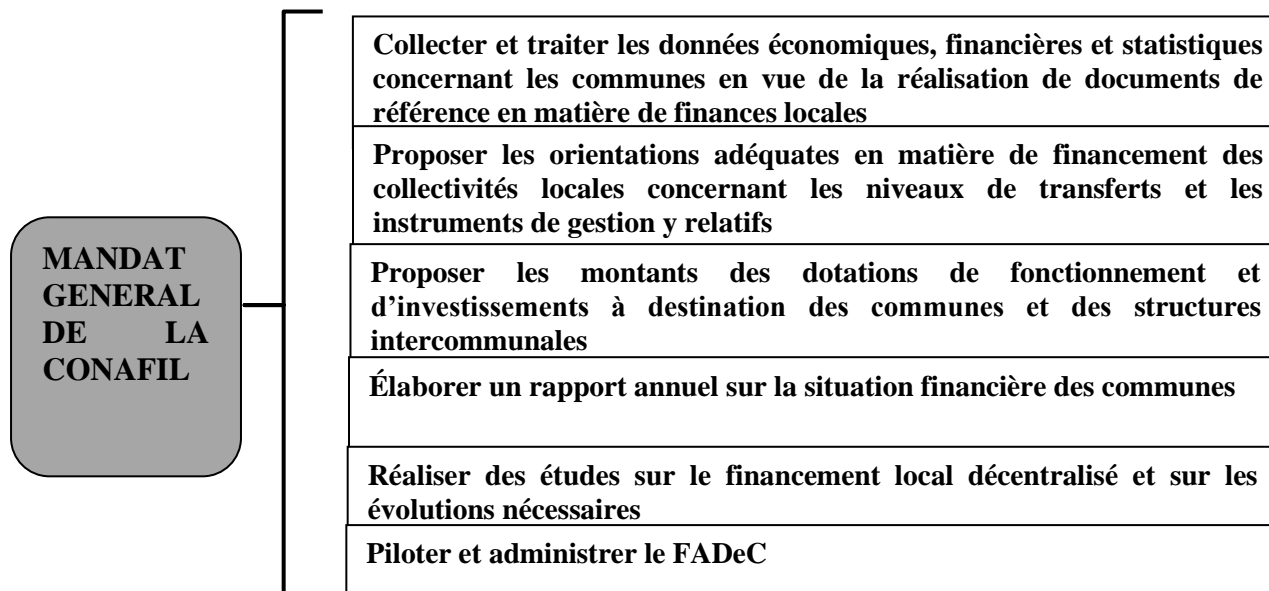 MANDAT
GENERAL
DE LA
CONAFIL
Collecter et traiter les données économiques, financières et statistiques
concernant les communes en vue de la réalisation de documents de
référence en matière de finances locales
Proposer les orientations adéquates en matière de financement des
collectivités locales concernant les niveaux de transferts et les
instruments de gestion y relatifs
Proposer les montants des dotations de fonctionnement et
d'investissements à destination des communes et des structures
intercommunales
Élaborer un rapport annuel sur la situation financière des communes
Réaliser des études sur le financement local décentralisé et sur les
évolutions nécessaires
Piloter et administrer le FADeC